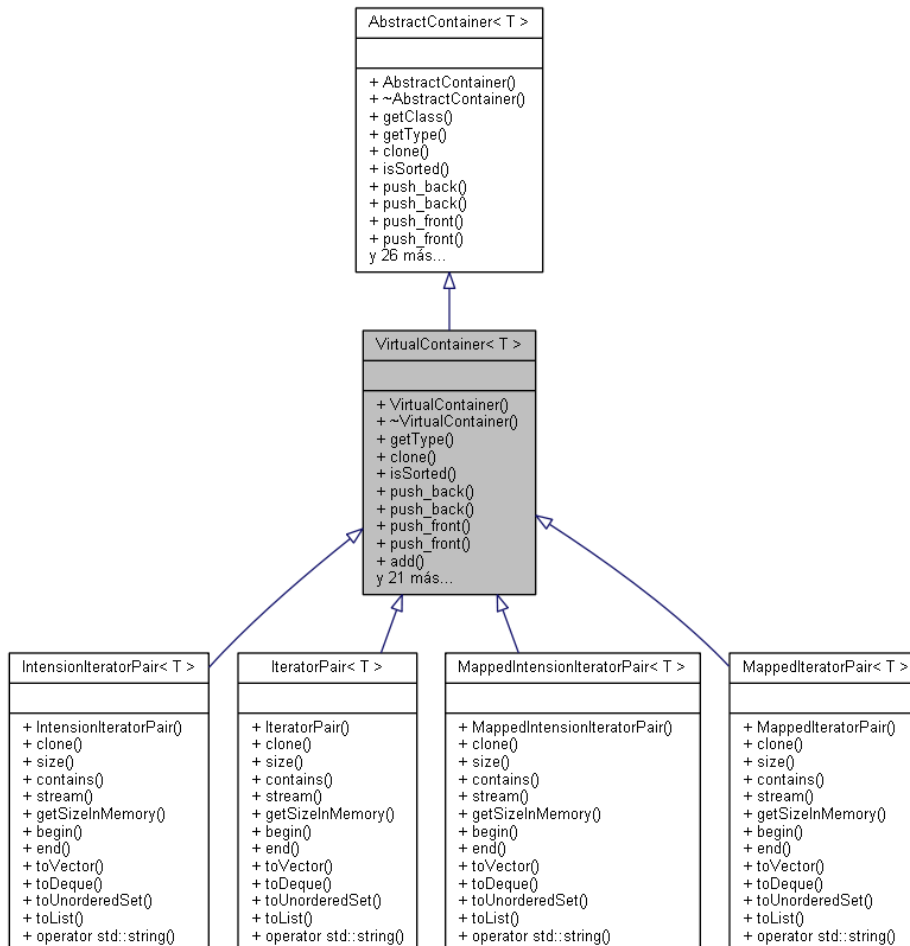 AbstractContainer< T >
+ AbstractContainer()
+ ~AbstractContainer()
+ getClass()
+ getType()
+ clone()
+ isSorted()
+ push_back()
+ push_back()
+ push_front()
+ push_front()
y 26 más...
VirtualContainer< T >
+ VirtualContainer()
+ ~VirtualContainer()
+ getType()
+ clone()
+ isSorted()
+ push_back()
+ push_back()
+ push_front()
+ push_front()
+ add()
y 21 más...
IntensionIteratorPair< T >
+ IntensionIteratorPair()
+ clone()
+ size()
+ contains()
+ stream()
+ getSizeInMemory()
+ begin()
+ end()
+ toVector()
+ toDeque()
+ toUnorderedSet()
+ toList()
+ operator std::string()
IteratorPair< T >
+ IteratorPair()
+ clone()
+ size()
+ contains()
+ stream()
+ getSizeInMemory()
+ begin()
+ end()
+ toVector()
+ toDeque()
+ toUnorderedSet()
+ toList()
+ operator std::string()
MappedIntensionIteratorPair< T >
+ MappedIntensionIteratorPair()
+ clone()
+ size()
+ contains()
+ stream()
+ getSizeInMemory()
+ begin()
+ end()
+ toVector()
+ toDeque()
+ toUnorderedSet()
+ toList()
+ operator std::string()
MappedIteratorPair< T >
+ MappedIteratorPair()
+ clone()
+ size()
+ contains()
+ stream()
+ getSizeInMemory()
+ begin()
+ end()
+ toVector()
+ toDeque()
+ toUnorderedSet()
+ toList()
+ operator std::string()